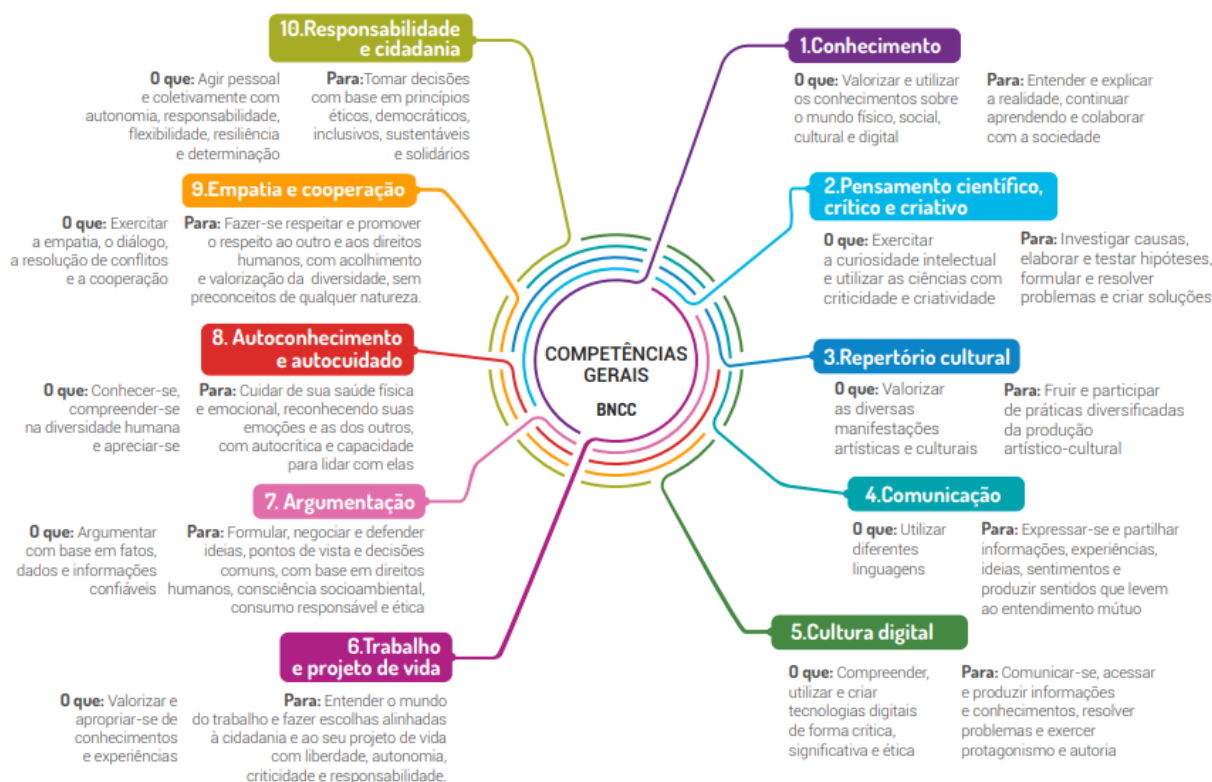 COMPETÊNCIAS
GERAIS
BNCC
1.Conhecimento
O que: Valorizar e utilizar
os conhecimentos sobre
o mundo físico, social,
cultural e digital
Para: Entender e explicar
a realidade, continuar
aprendendo e colaborar
com a sociedade
2.Pensamento científico,
crítico e criativo
O que: Exercitar
a curiosidade intelectual
e utilizar as ciências com
criticidade e criatividade
Para: Investigar causas,
elaborar e testar hipóteses,
formular e resolver
problemas e criar soluções
3.Repertório cultural
O que: Valorizar
as diversas
manifestações
artísticas e culturais
Para: Fruir e participar
de práticas diversificadas
da produção
artístico-cultural
4.Comunicação
O que: Utilizar
diferentes
linguagens
Para: Expressar-se e partilhar
informações, experiências,
ideias, sentimentos e
produzir sentidos que levem
ao entendimento mútuo
5.Cultura digital
O que: Compreender,
utilizar e criar
tecnologias digitais
de forma crítica,
significativa e ética
Para: Comunicar-se, acessar
e produzir informações
e conhecimentos, resolver
problemas e exercer
protagonismo e autoria
6.Trabalho
e projeto de vida
O que: Valorizar e
apropriar-se de
conhecimentos
e experiências
Para: Entender o mundo
do trabalho e fazer escolhas alinhadas
à cidadania e ao seu projeto de vida
com liberdade, autonomia,
criticidade e responsabilidade.
7. Argumentação
O que: Argumentar
com base em fatos,
dados e informações
confiáveis
Para: Formular, negociar e defender
ideias, pontos de vista e decisões
comuns, com base em direitos
humanos, consciência socioambiental,
consumo responsável e ética
8. Autoconhecimento
e autocuidado
O que: Conhecer-se,
compreender-se
na diversidade humana
e apreciar-se
Para: Cuidar de sua saúde física
e emocional, reconhecendo suas
emoções e as dos outros,
com autocrítica e capacidade
para lidar com elas
9.Empatia e cooperação
O que: Exercitar
a empatia, o diálogo,
a resolução de conflitos
e a cooperação
Para: Fazer-se respeitar e promover
o respeito ao outro e aos direitos
humanos, com acolhimento
e valorização da diversidade, sem
preconceitos de qualquer natureza.
10.Responsabilidade
e cidadania
O que: Agir pessoal
e coletivamente com
autonomia, responsabilidade,
flexibilidade, resiliência
e determinação
Para:Tomar decisões
com base em princípios
éticos, democráticos,
inclusivos, sustentáveis
e solidários